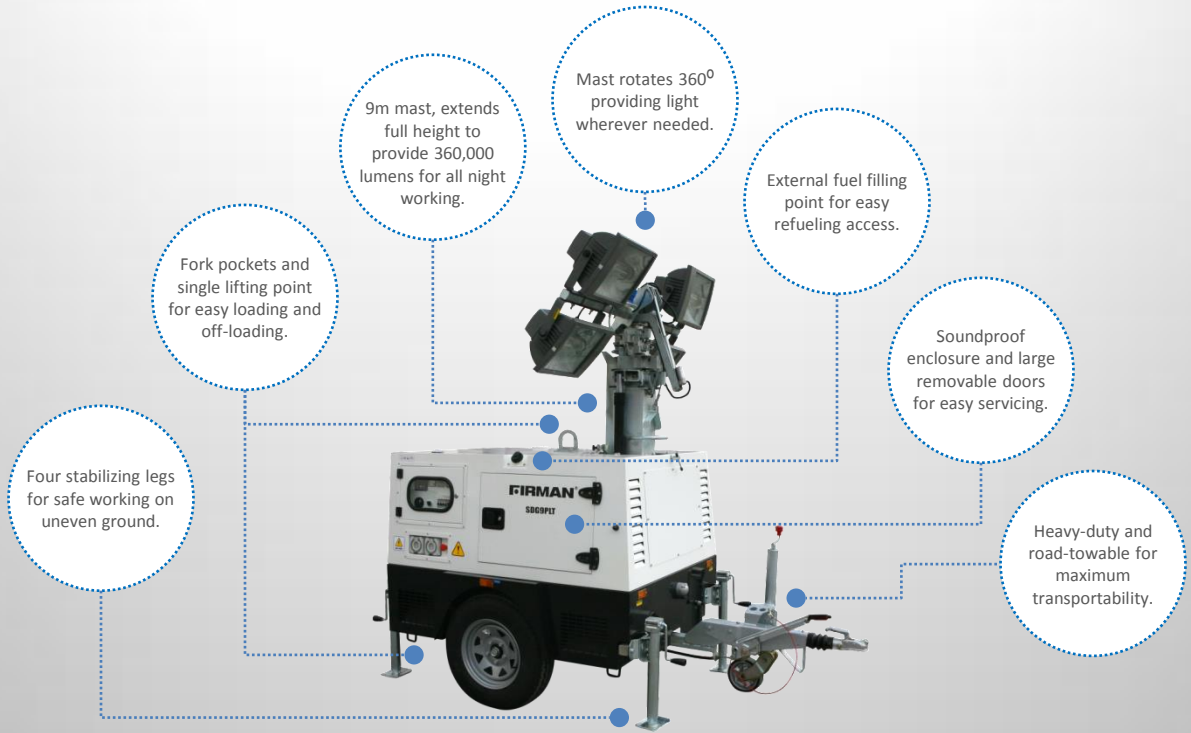 Mast rotates 360⁰
providing light
wherever needed.
9m mast, extends
full height to
provide 360,000
lumens for all night
working.
External fuel filling
point for easy
refueling access.
Fork pockets and
single lifting point
for easy loading and
off-loading.
Soundproof
enclosure and large
removable doors
for easy servicing.
Four stabilizing legs
for safe working on
uneven ground.
Heavy-duty and
road-towable for
maximum
transportability.
FIRMAN
SDG9PLT